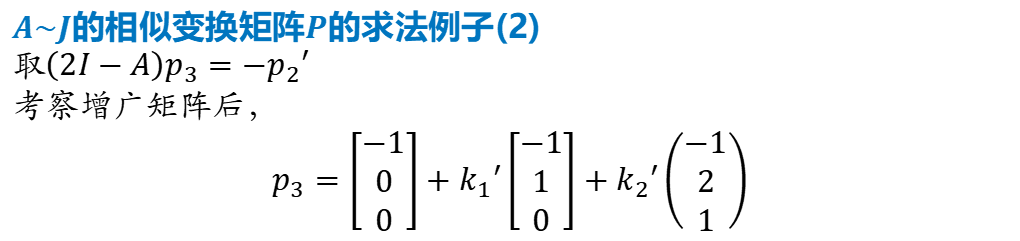 A~J的相似变换矩阵P的求法例子(2)
取(2I − A)p₃ = −p₂′
考察增广矩阵后，
p₃ = [−1 0 0] + k₁′ [−1 1 0] + k₂′ (−1 2 1)